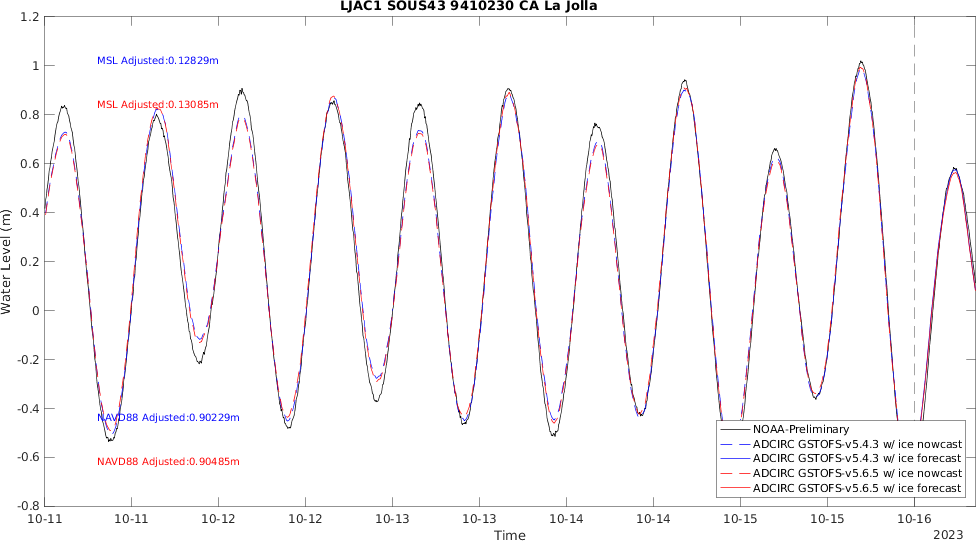 LJAC1 SOUS43 9410230 CA La Jolla
1.2
1
0.8
0.6
0.4
0.2
0
-0.2
-0.4
-0.6
-0.8
Water Level (m)
MSL Adjusted:0.12829m
MSL Adjusted:0.13085m
NAVD88 Adjusted:0.90229m
NAVD88 Adjusted:0.90485m
NOAA-Preliminary
ADCIRC GSTOFS-v5.4.3 w/ ice nowcast
ADCIRC GSTOFS-v5.4.3 w/ ice forecast
ADCIRC GSTOFS-v5.6.5 w/ ice nowcast
ADCIRC GSTOFS-v5.6.5 w/ ice forecast
10-11 10-11 10-12 10-12 10-13 10-13 10-14 10-14 10-15 10-15 10-16
Time
2023